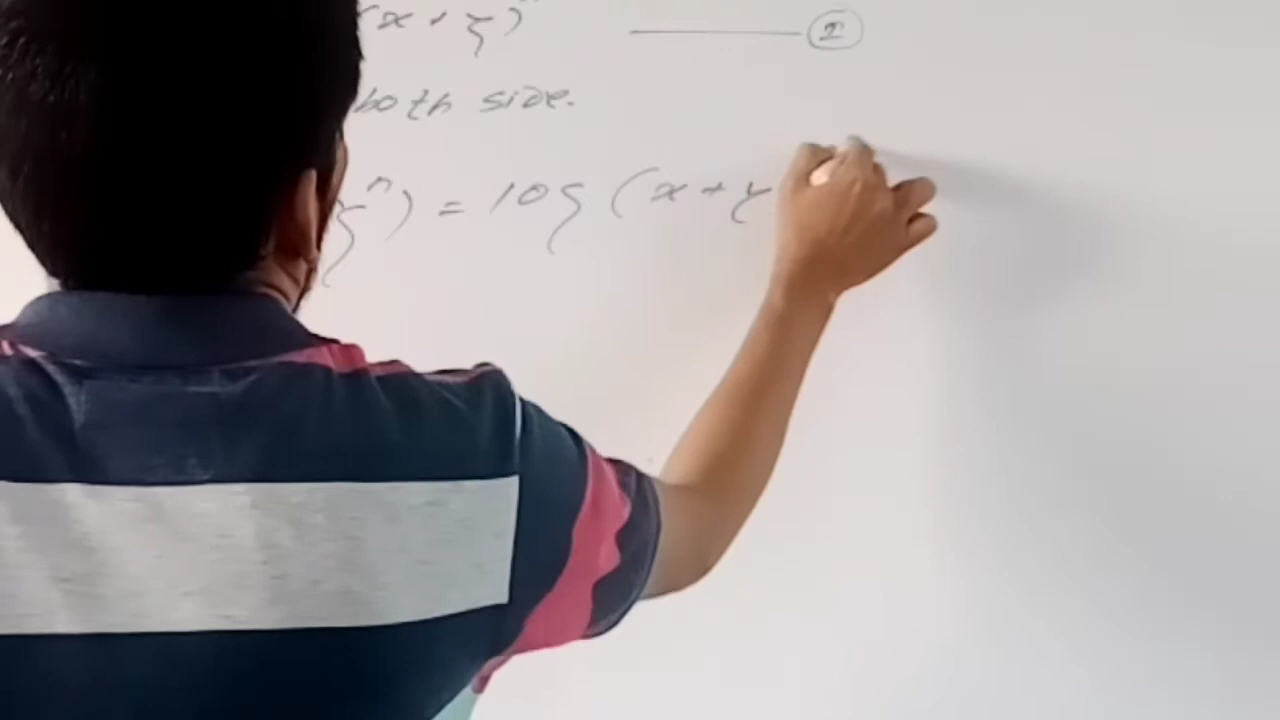 (x + y) ——— (I)
both side.
y^n) = log (x + y